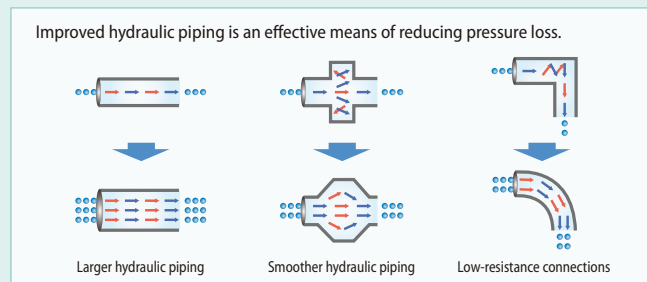 Improved hydraulic piping is an effective means of reducing pressure loss.
Larger hydraulic piping
Smoother hydraulic piping
Low-resistance connections